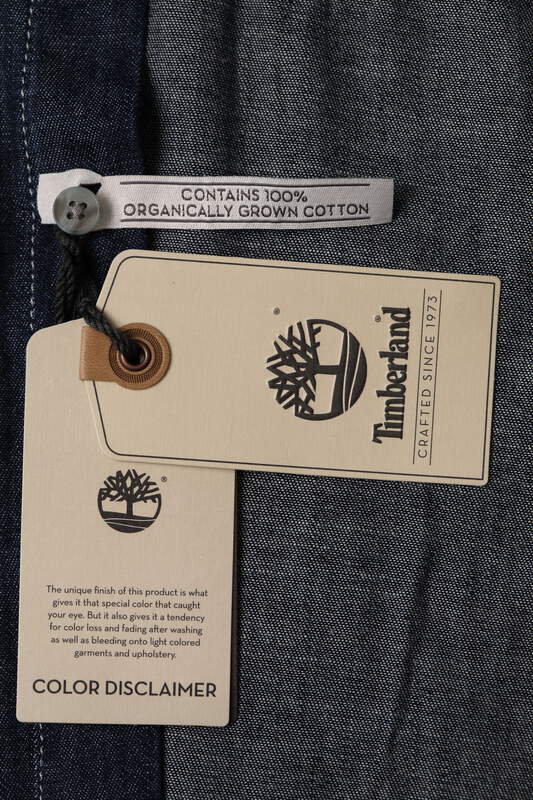 CONTAINS 100%
ORGANICALLY GROWN COTTON
Timberland®
CRAFTED SINCE 1973
®
®
The unique finish of this product is what
gives it that special color that caught
your eye. But it also gives it a tendency
for color loss and fading after washing
as well as bleeding onto light colored
garments and upholstery.
COLOR DISCLAIMER